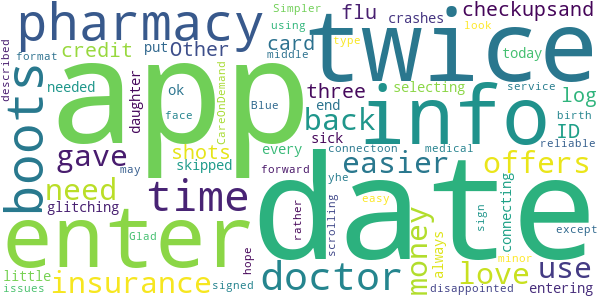 pharmacy
app
twice
date
enter
info
boots
doctor
insurance
time
gave
need
back
easier
offers
money
love
use
ID
log
flu
checkupsand
credit
card
Other
put
ok
daughter
needed
described
format
middle
using
Simpler
type
crashes
look
today
selecting
service
birth
reliable
three
end
sick
every
skipped
shots
face
CareOnDemand
Blue
may
glitching
Glad
little
issues
signed
hope
forward
rather
scrolling
yhe
connectoon
medical
easy
always
sign
minor
disappointed
connecting
entering
except